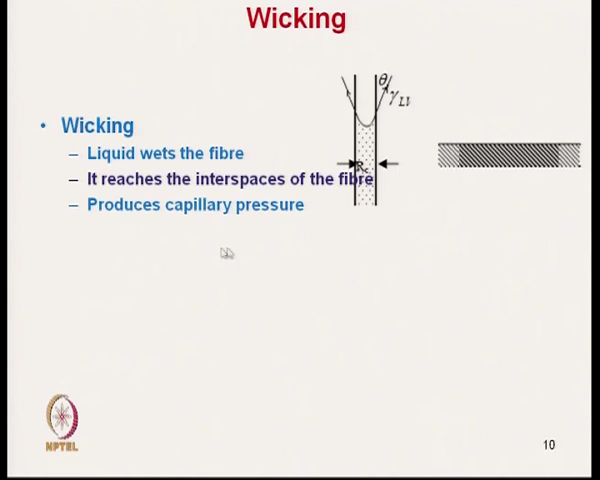 Wicking
• Wicking
– Liquid wets the fibre
– It reaches the interspaces of the fibre
– Produces capillary pressure
θ
γLV
Rc
NPTEL
10